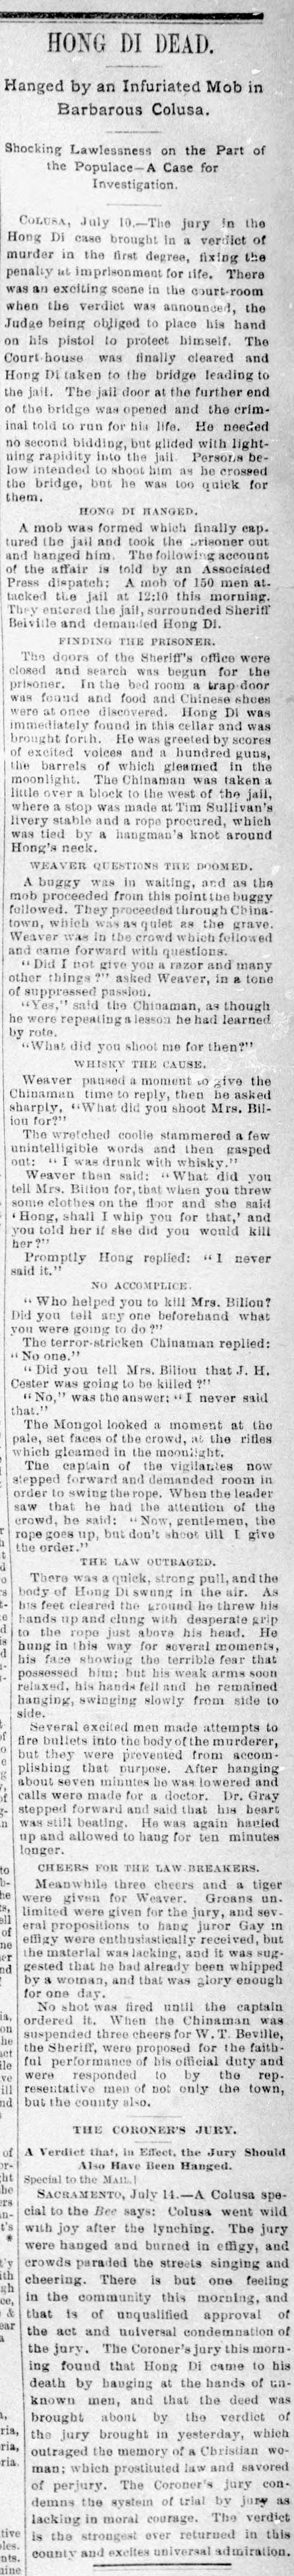 HONG DI DEAD.
Hanged by an Infuriated Mob in
Barbarous Colusa.
Shocking Lawlessness on the Part of
the Populace—A Case for
Investigation.
COLUSA, July 10.—The jury in the
Hong Di case brought in a verdict of
murder in the first degree, fixing the
penalty at imprisonment for life. There
was an exciting scene in the court-room
when the verdict was announced, the
Judge being obliged to place his hand
on his pistol to protect himself. The
Court house was finally cleared and
Hong Di taken to the bridge leading to
the jail. The jail door at the further end
of the bridge was opened and the crim-
inal told to run for his life. He needed
no second bidding, but glided with light-
ning rapidity into the jail. Persons be-
low intended to shoot him as he crossed
the bridge, but he was too quick for
them.
HONG DI HANGED.
A mob was formed which finally cap-
tured the jail and took the prisoner out
and hanged him. The following account
of the affair is told by an Associated
Press dispatch: A mob of 150 men at-
tacked the jail at 12:10 this morning.
They entered the jail, surrounded Sheriff
Beiville and demanded Hong Di.
FINDING THE PRISONER.
The doors of the Sheriff's office were
closed and search was begun for the
prisoner. In the bed room a trap door
was found and food and Chinese shoes
were at once discovered. Hong Di was
immediately found in this cellar and was
brought forth. He was greeted by scores
of excited voices and a hundred guns,
the barrels of which gleamed in the
moonlight. The Chinaman was taken a
little over a block to the west of the jail,
where a stop was made at Tim Sullivan's
livery stable and a rope procured, which
was tied by a hangman's knot around
Hong's neck.
WEAVER QUESTIONS THE DOOMED.
A buggy was in waiting, and as the
mob proceeded from this point the buggy
followed. They proceeded through China-
town, which was as quiet as the grave.
Weaver was in the crowd which followed
and came forward with questions.
"Did I not give you a razor and many
other things?" asked Weaver, in a tone
of suppressed passion.
"Yes," said the Chinaman, as though
he were repeating a lesson he had learned
by rote.
"What did you shoot me for then?"
WHISKY THE CAUSE.
Weaver paused a moment to give the
Chinaman time to reply, then he asked
sharply, "What did you shoot Mrs. Bil-
iou for?"
The wretched coolie stammered a few
unintelligible words and then gasped
out: "I was drunk with whisky."
Weaver then said: "What did you
tell Mrs. Biliou for, that when you threw
some clothes on the floor and she said
'Hong, shall I whip you for that,' and
you told her if she did you would kill
her?"
Promptly Hong replied: "I never
said it."
NO ACCOMPLICE.
"Who helped you to kill Mrs. Biliou?
Did you tell any one beforehand what
you were going to do?"
The terror-stricken Chinaman replied:
"No one."
"Did you tell Mrs. Biliou that J. H.
Cester was going to be killed?"
"No," was the answer: "I never said
that."
The Mongol looked a moment at the
pale, set faces of the crowd, at the rifles
which gleamed in the moonlight.
The captain of the vigilantes now
stepped forward and demanded room in
order to swing the rope. When the leader
saw that he had the attention of the
crowd, he said: "Now, gentlemen, the
rope goes up, but don't shoot till I give
the order."
THE LAW OUTRAGED.
There was a quick, strong pull, and the
body of Hong Di swung in the air. As
his feet cleared the ground he threw his
hands up and clung with desperate grip
to the rope just above his head. He
hung in this way for several moments,
his face showing the terrible fear that
possessed him; but his weak arms soon
relaxed, his hands fell and he remained
hanging, swinging slowly from side to
side.
Several excited men made attempts to
fire bullets into the body of the murderer,
but they were prevented from accom-
plishing that purpose. After hanging
about seven minutes he was lowered and
calls were made for a doctor. Dr. Gray
stepped forward and said that his heart
was still beating. He was again hauled
up and allowed to hang for ten minutes
longer.
CHEERS FOR THE LAW-BREAKERS.
Meanwhile three cheers and a tiger
were given for Weaver. Groans un-
limited were given for the jury, and sev-
eral propositions to hang juror Gay in
effigy were enthusiastically received, but
the material was lacking, and it was sug-
gested that he had already been whipped
by a woman, and that was glory enough
for one day.
No shot was fired until the captain
ordered it. When the Chinaman was
suspended three cheers for W. T. Beville,
the Sheriff, were proposed for the faith-
ful performance of his official duty and
were responded to by the rep-
resentative men of not only the town,
but the county also.
THE CORONER'S JURY.
A Verdict that, in Effect, the Jury Should
Also Have Been Hanged.
Special to the MAIL.]
SACRAMENTO, July 11.—A Colusa spe-
cial to the Bee says: Colusa went wild
with joy after the lynching. The jury
were hanged and burned in effigy, and
crowds paraded the streets singing and
cheering. There is but one feeling
in the community this morning, and
that is of unqualified approval of
the act and universal condemnation of
the jury. The Coroner's jury this morn-
ing found that Hong Di came to his
death by hanging at the hands of un-
known men, and that the deed was
brought about by the verdict of
the jury brought in yesterday, which
outraged the memory of a Christian wo-
man; which prostituted law and savored
of perjury. The Coroner's jury con-
demns the system of trial by jury as
lacking in moral courage. The verdict
is the strongest ever returned in this
county and excites universal admiration.